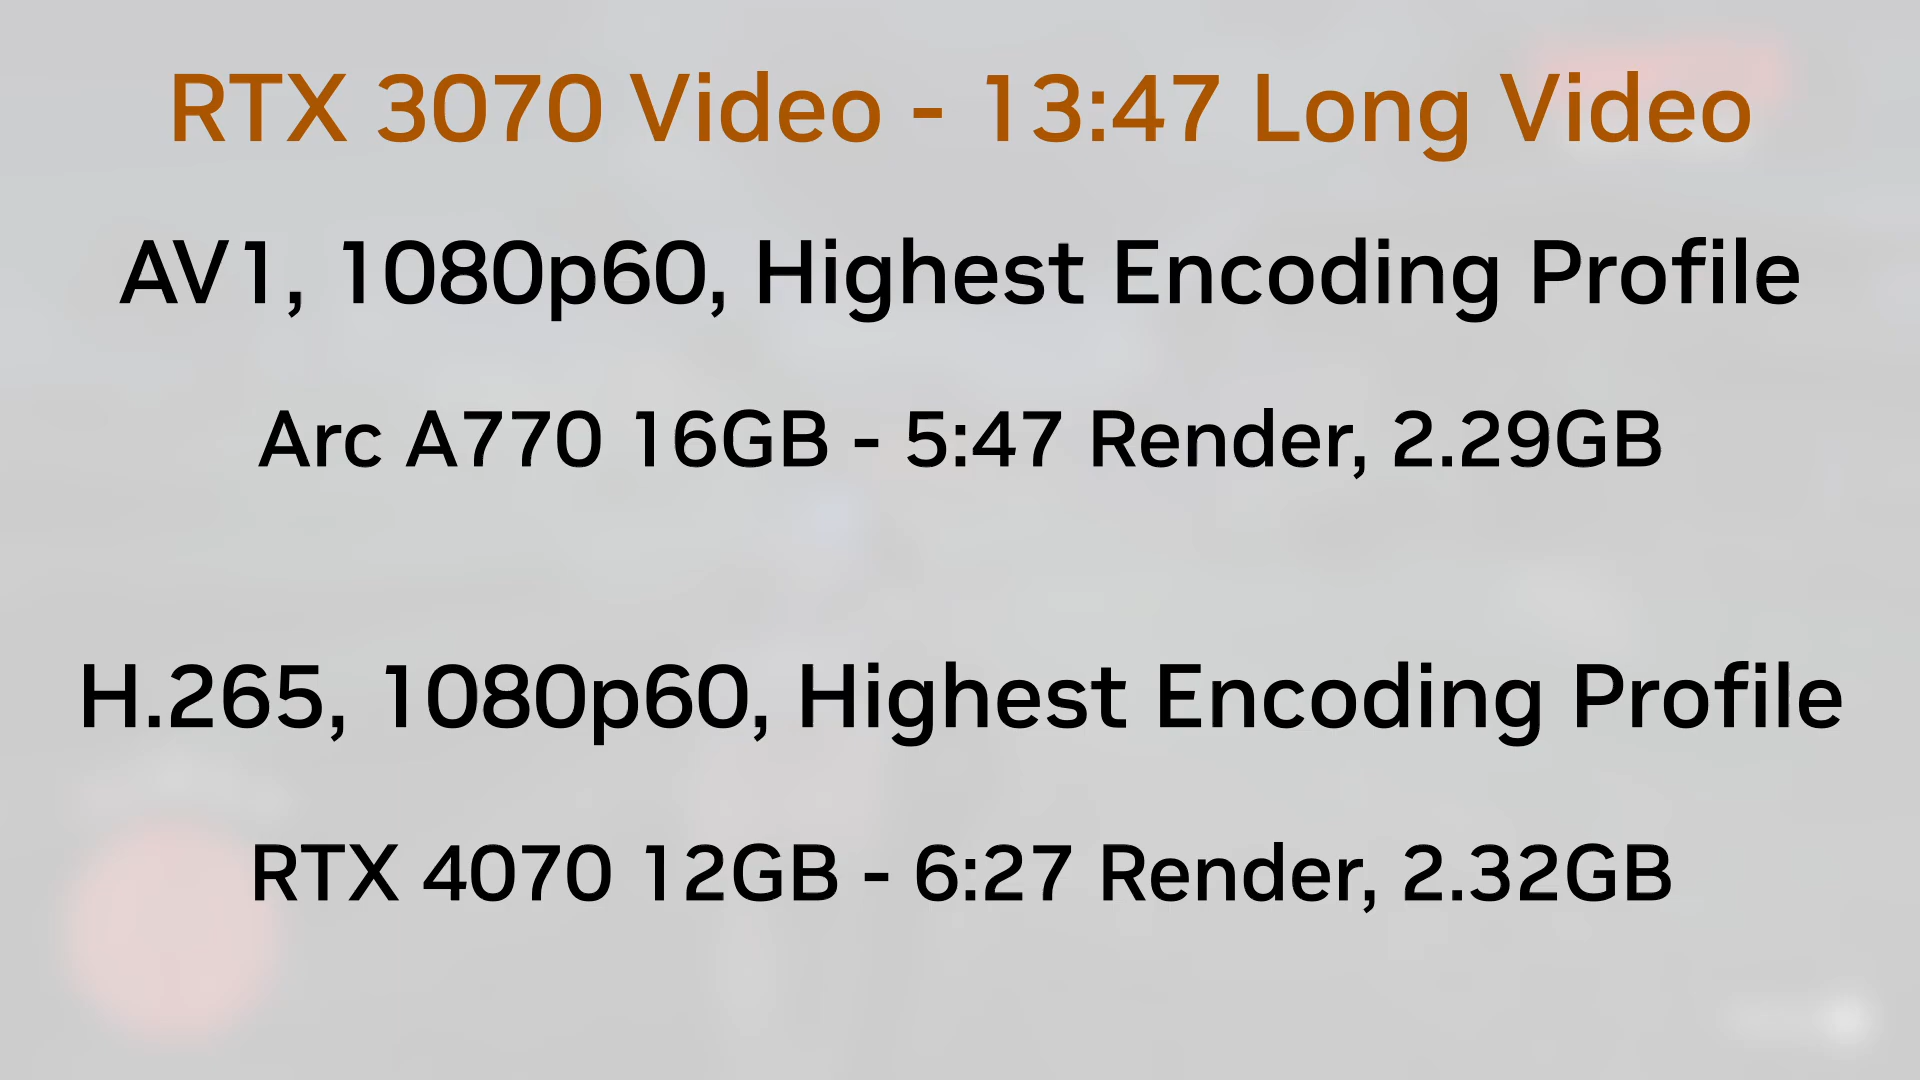 RTX 3070 Video - 13:47 Long Video
AV1, 1080p60, Highest Encoding Profile
Arc A770 16GB - 5:47 Render, 2.29GB
H.265, 1080p60, Highest Encoding Profile
RTX 4070 12GB - 6:27 Render, 2.32GB